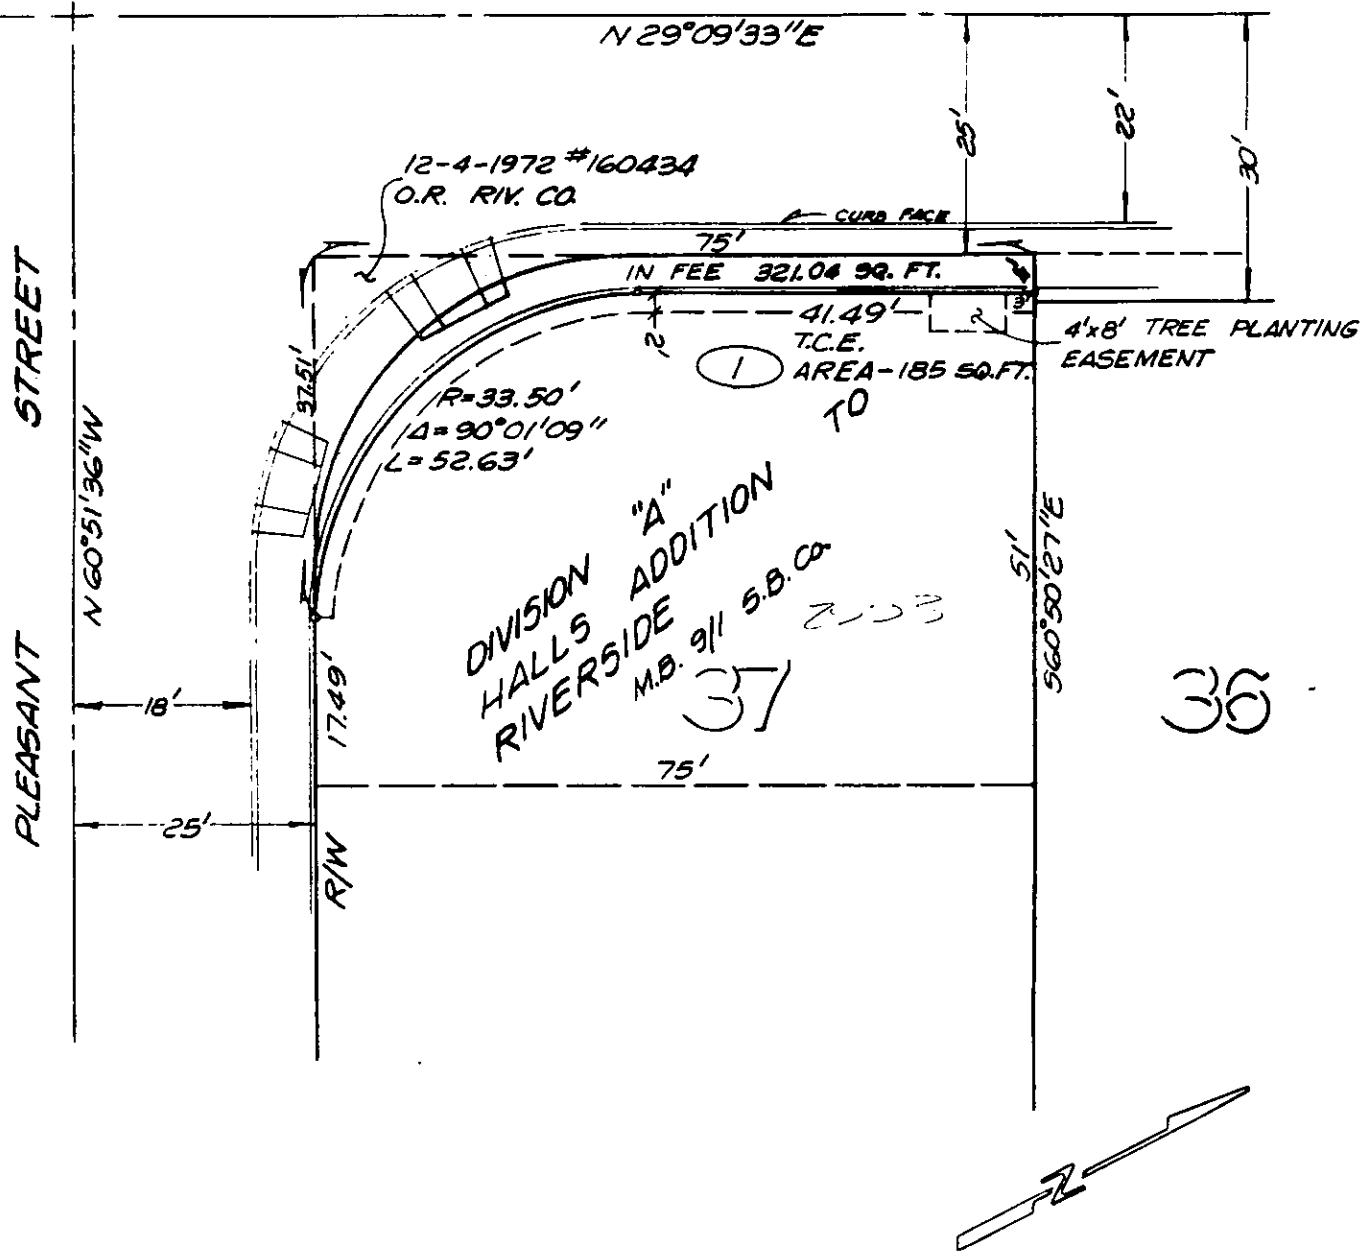 N 29°09'33"E
25'
22'
30'
12-4-1972 #160434
O.R. RIV. CO.
CURB FACE
75'
IN FEE 321.04 SQ. FT.
4'
3'
41.49'
2'
T.C.E.
1
AREA-185 SQ.FT.
4'x8' TREE PLANTING
EASEMENT
TO
37.51'
R=33.50'
Δ=90°01'09"
L=52.63'
PLEASANT STREET
N 60°51'36"W
DIVISION "A"
HALLS ADDITION
RIVERSIDE
M.B. 9/1 S.B. CO.
51'
S60°50'27"E
37
36
18'
17.49'
75'
25'
R/W
N